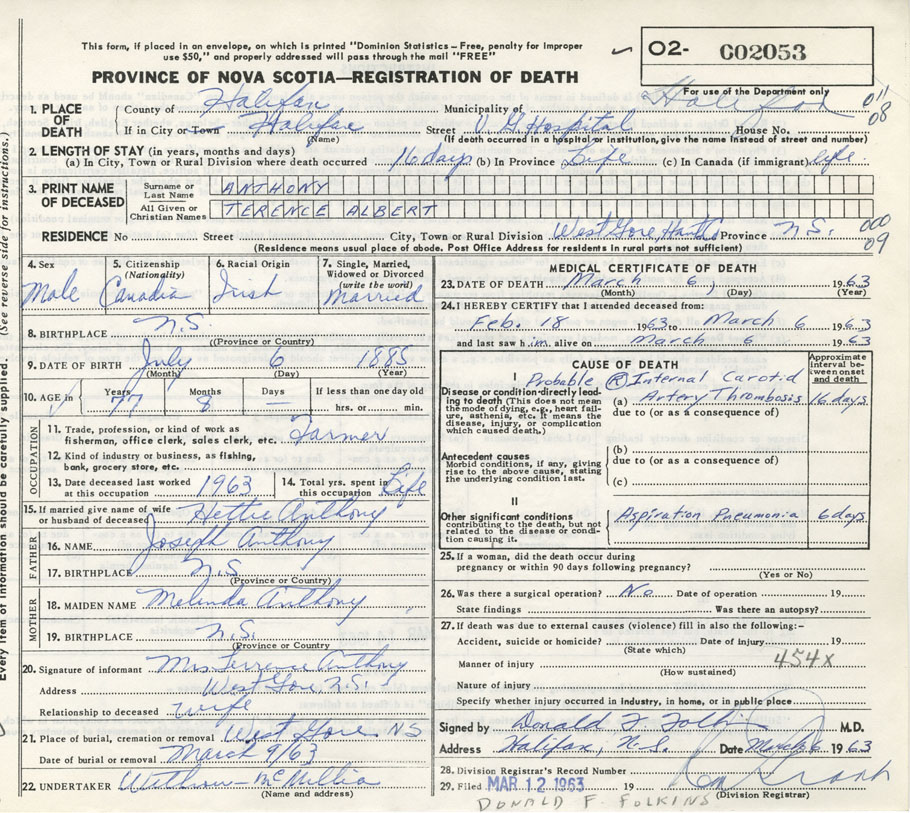 This form, if placed in an envelope, on which is printed "Dominion Statistics – Free, penalty for improper
use $50," and properly addressed will pass through the mail "FREE"
PROVINCE OF NOVA SCOTIA—REGISTRATION OF DEATH
02- C02053
For use of the Department only
Halifax 011 08
1. PLACE OF DEATH County of Halifax Municipality of
If in City or Town Halifax Street V. G. Hospital House No.
(Name) (If death occurred in a hospital or institution, give the name instead of street and number)
2. LENGTH OF STAY (in years, months and days)
(a) In City, Town or Rural Division where death occurred 16 days (b) In Province Life (c) In Canada (if immigrant) life
3. PRINT NAME OF DECEASED Surname or Last Name ANTHONY
All Given or Christian Names TERENCE ALBERT
RESIDENCE No Street City, Town or Rural Division West Gore Hants Province N.S. 000 09
(Residence means usual place of abode. Post Office Address for residents in rural parts not sufficient)
4. Sex Male
5. Citizenship (Nationality) Canadian
6. Racial Origin Irish
7. Single, Married, Widowed or Divorced (write the word) Married
8. BIRTHPLACE N.S.
(Province or Country)
9. DATE OF BIRTH July 6 1885
(Month) (Day) (Year)
10. AGE in Years 77 Months 8 Days — If less than one day old
hrs. or min.
OCCUPATION
11. Trade, profession, or kind of work as
fisherman, office clerk, sales clerk, etc. Farmer
12. Kind of industry or business, as fishing,
bank, grocery store, etc.
13. Date deceased last worked at this occupation 1963
14. Total yrs. spent in this occupation Life
15. If married give name of wife or husband of deceased Hettie Anthony
FATHER
16. NAME Joseph Anthony
17. BIRTHPLACE N.S.
(Province or Country)
MOTHER
18. MAIDEN NAME Melinda Anthony
19. BIRTHPLACE N.S.
(Province or Country)
20. Signature of informant Mrs Terrence Anthony
Address West Gore, N.S.
Relationship to deceased wife
21. Place of burial, cremation or removal West Gore NS
Date of burial or removal March 9/63
22. UNDERTAKER
(Name and address)
MEDICAL CERTIFICATE OF DEATH
23. DATE OF DEATH March 6, 1963
(Month) (Day) (Year)
24. I HEREBY CERTIFY that I attended deceased from:
Feb. 18 1963 to March 6 1963
and last saw h im alive on March 6 1963
CAUSE OF DEATH
Approximate interval between onset and death
I
Probable (R) Internal Carotid
Disease or condition directly leading to death (This does not mean the mode of dying, e.g., heart failure, asthenia, etc. It means the disease, injury, or complication which caused death.)
(a) Artery Thrombosis 16 days
due to (or as a consequence of)
Antecedent causes
Morbid conditions, if any, giving rise to the above cause, stating the underlying condition last.
(b)
due to (or as a consequence of)
(c)
II
Other significant conditions contributing to the death, but not related to the disease or condition causing it.
Aspiration Pneumonia 6 days
25. If a woman, did the death occur during
pregnancy or within 90 days following pregnancy?
(Yes or No)
26. Was there a surgical operation? No Date of operation 19
State findings Was there an autopsy?
27. If death was due to external causes (violence) fill in also the following:-
Accident, suicide or homicide? Date of injury 19
(State which)
Manner of injury 454x
(How sustained)
Nature of injury
Specify whether injury occurred in industry, in home, or in public place
Signed by Donald F. Folkins M.D.
Address Halifax, N.S. Date March 6 1963
28. Division Registrar's Record Number
29. Filed MAR 12 1963 19
(Division Registrar)
DONALD F. FOLKINS
Every item of information should be carefully supplied. (See reverse side for instructions.)